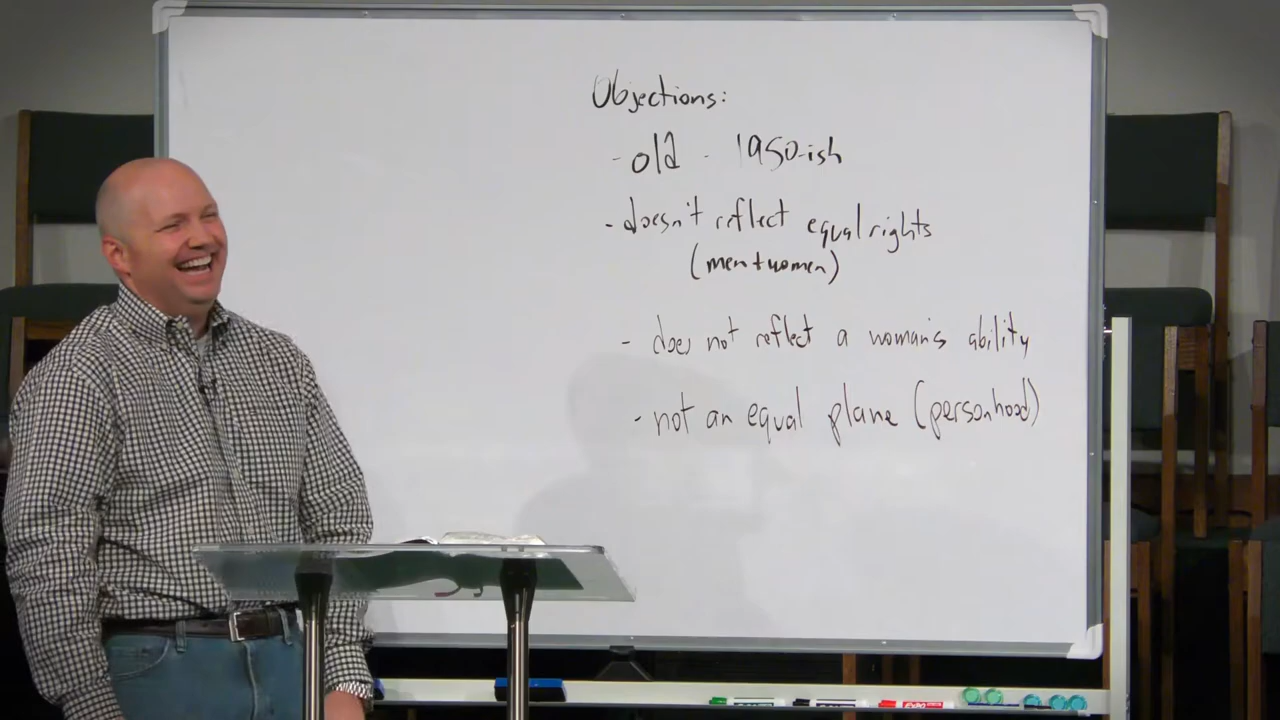 Objections:
- old - 1950-ish
- doesn't reflect equal rights
(men + women)
- does not reflect a woman's ability
- not an equal plane (personhood)
EXPO